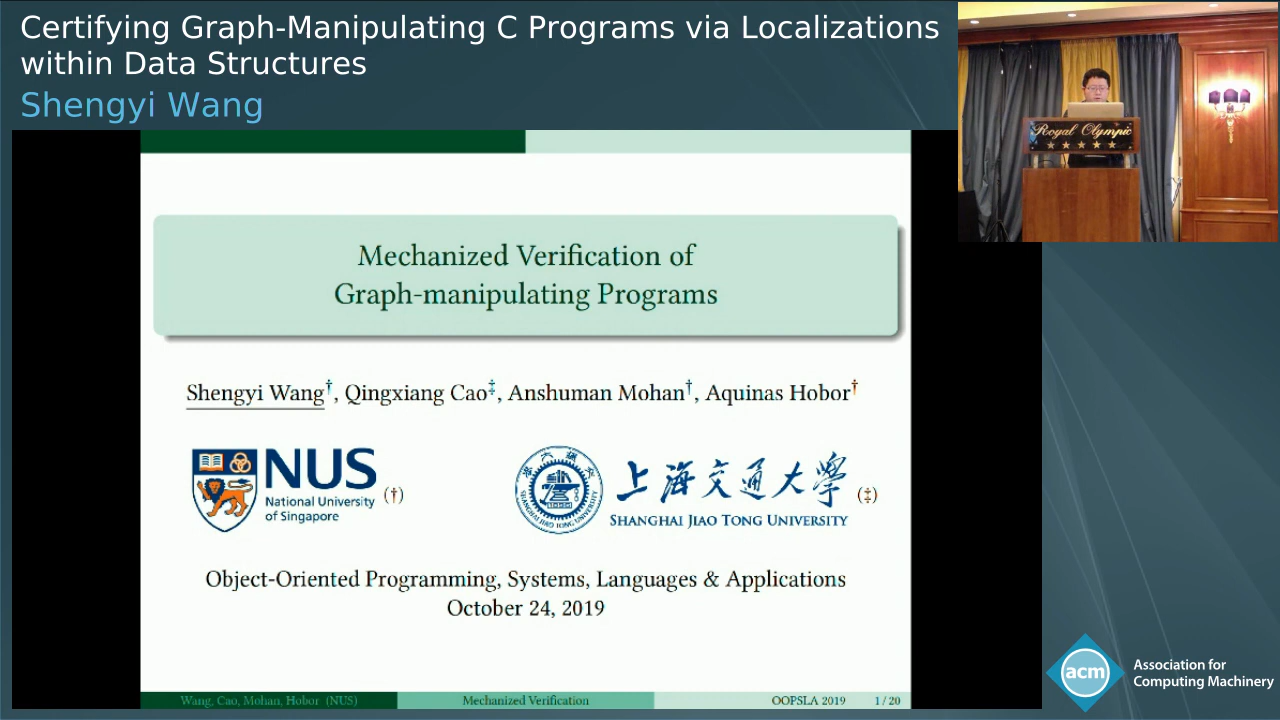 Certifying Graph-Manipulating C Programs via Localizations
within Data Structures
Shengyi Wang
Royal Olympic
Mechanized Verification of
Graph-manipulating Programs
Shengyi Wang†, Qingxiang Cao‡, Anshuman Mohan†, Aquinas Hobor†
NUS
National University
of Singapore
(†)
上海交通大學
SHANGHAI JIAO TONG UNIVERSITY
(‡)
Object-Oriented Programming, Systems, Languages & Applications
October 24, 2019
Wang, Cao, Mohan, Hobor (NUS)
Mechanized Verification
OOPSLA 2019
1 / 20
acm
Association for
Computing Machinery